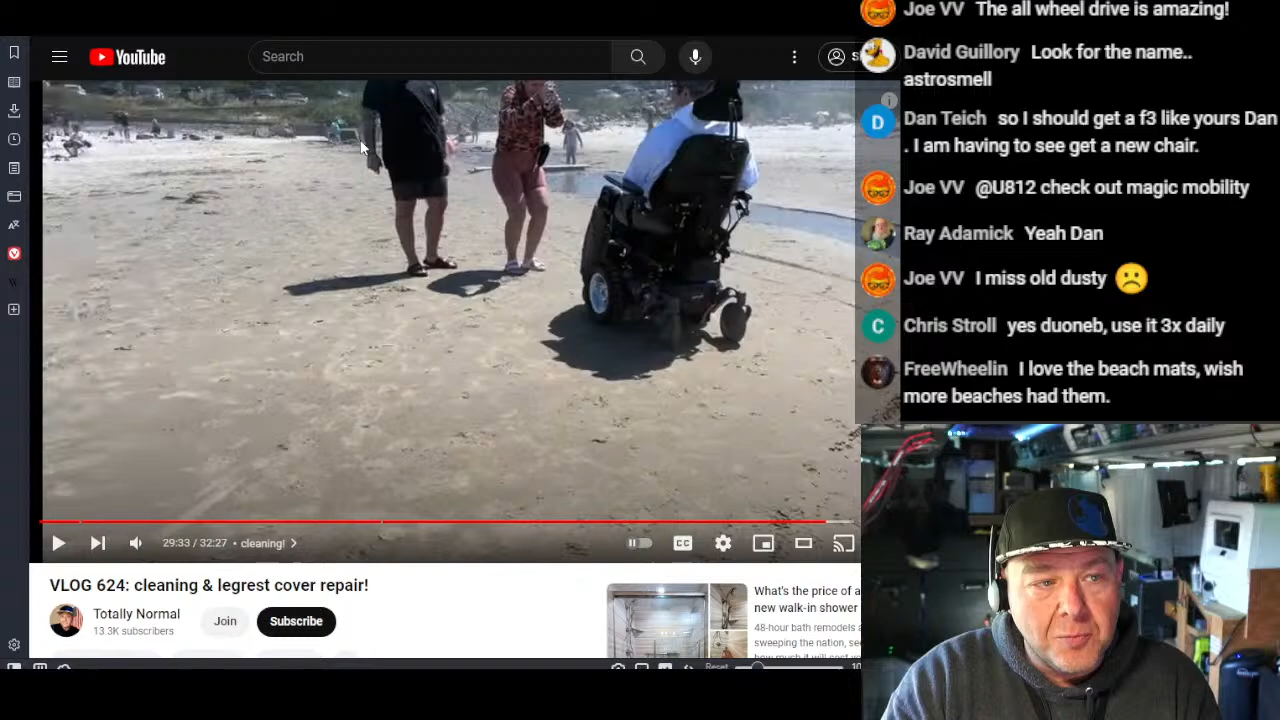 YouTube
Search
S
29:33 / 32:27 • cleaning!
CC
VLOG 624: cleaning & legrest cover repair!
Totally Normal
13.3K subscribers
Join
Subscribe
What's the price of a
new walk-in shower
48-hour bath remodels a
sweeping the nation, see
how much it will cost yo
Reset
10
Joe VV The all wheel drive is amazing!
David Guillory Look for the name..
astrosmell
D
Dan Teich so I should get a f3 like yours Dan
. I am having to see get a new chair.
Joe VV @U812 check out magic mobility
Ray Adamick Yeah Dan
Joe VV I miss old dusty
C
Chris Stroll yes duoneb, use it 3x daily
FreeWheelin I love the beach mats, wish
more beaches had them.